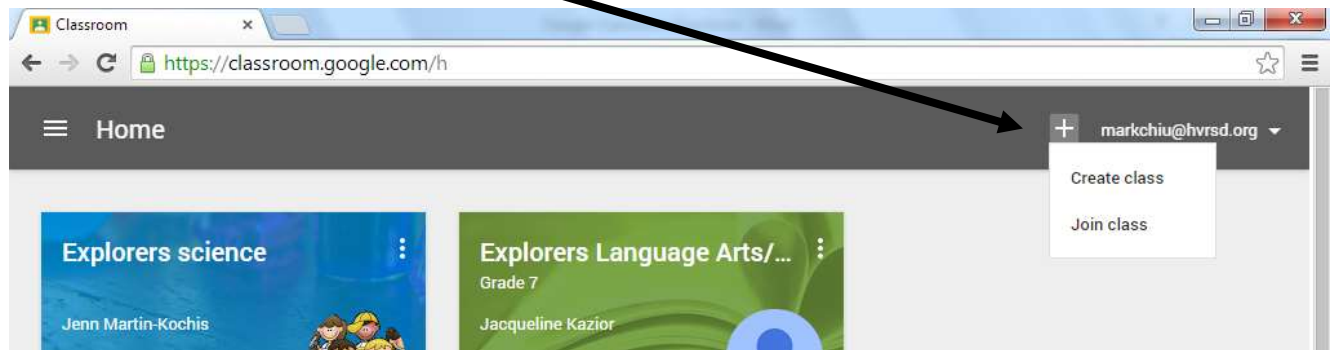 Classroom
https://classroom.google.com/h
Home
markchiu@hvrsd.org
Create class
Join class
Explorers science
Jenn Martin-Kochis
Explorers Language Arts/...
Grade 7
Jacqueline Kazior